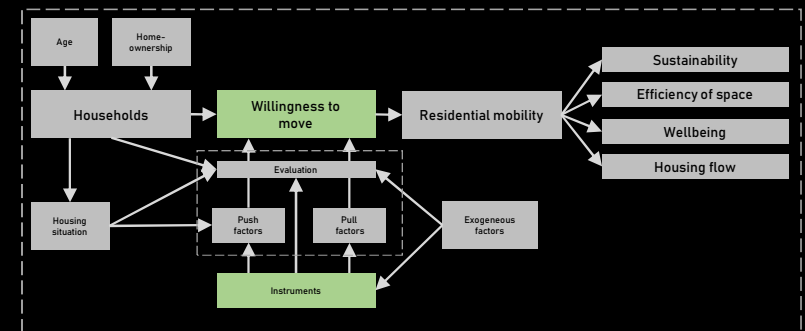 Age
Home-
ownership
Households
Willingness to
move
Residential mobility
Sustainability
Efficiency of space
Wellbeing
Housing flow
Evaluation
Housing
situation
Push
factors
Pull
factors
Exogeneous
factors
Instruments